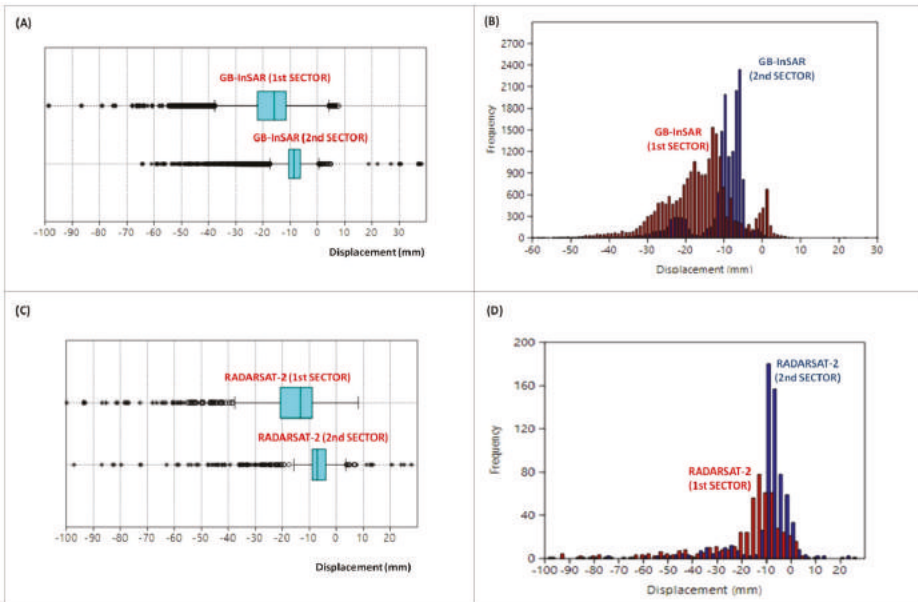 (A)
GB-InSAR (1st SECTOR)
GB-InSAR (2nd SECTOR)
-100 -90 -80 -70 -60 -50 -40 -30 -20 -10 0 10 20 30
Displacement (mm)
(B)
2700
2400
2100
1800
1500
1200
900
600
300
0
Frequency
GB-InSAR
(2nd SECTOR)
GB-InSAR
(1st SECTOR)
-60 -50 -40 -30 -20 -10 0 10 20 30
Displacement (mm)
(C)
RADARSAT-2 (1st SECTOR)
RADARSAT-2 (2nd SECTOR)
-100 -90 -80 -70 -60 -50 -40 -30 -20 -10 0 10 20
Displacement (mm)
(D)
200
160
120
80
40
0
Frequency
RADARSAT-2
(2nd SECTOR)
RADARSAT-2
(1st SECTOR)
-100 -90 -80 -70 -60 -50 -40 -30 -20 -10 0 10 20
Displacement (mm)